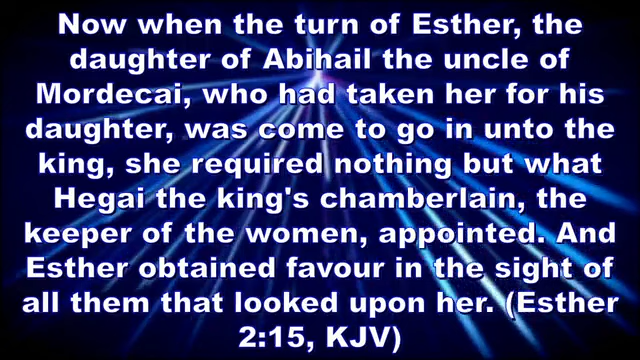 Now when the turn of Esther, the
daughter of Abihail the uncle of
Mordecai, who had taken her for his
daughter, was come to go in unto the
king, she required nothing but what
Hegai the king's chamberlain, the
keeper of the women, appointed. And
Esther obtained favour in the sight of
all them that looked upon her. (Esther
2:15, KJV)